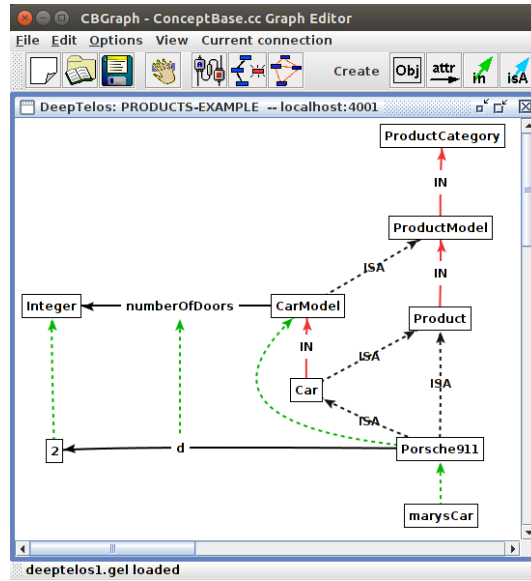 CBGraph - ConceptBase.cc Graph Editor
File Edit Options View Current connection
Create Obj attr in isA
DeepTelos: PRODUCTS-EXAMPLE -- localhost:4001
ProductCategory
IN
ProductModel
ISA
IN
Integer numberOfDoors CarModel Product
IN ISA
Car
ISA
ISA
2 d Porsche911
marysCar
deeptelos1.gel loaded